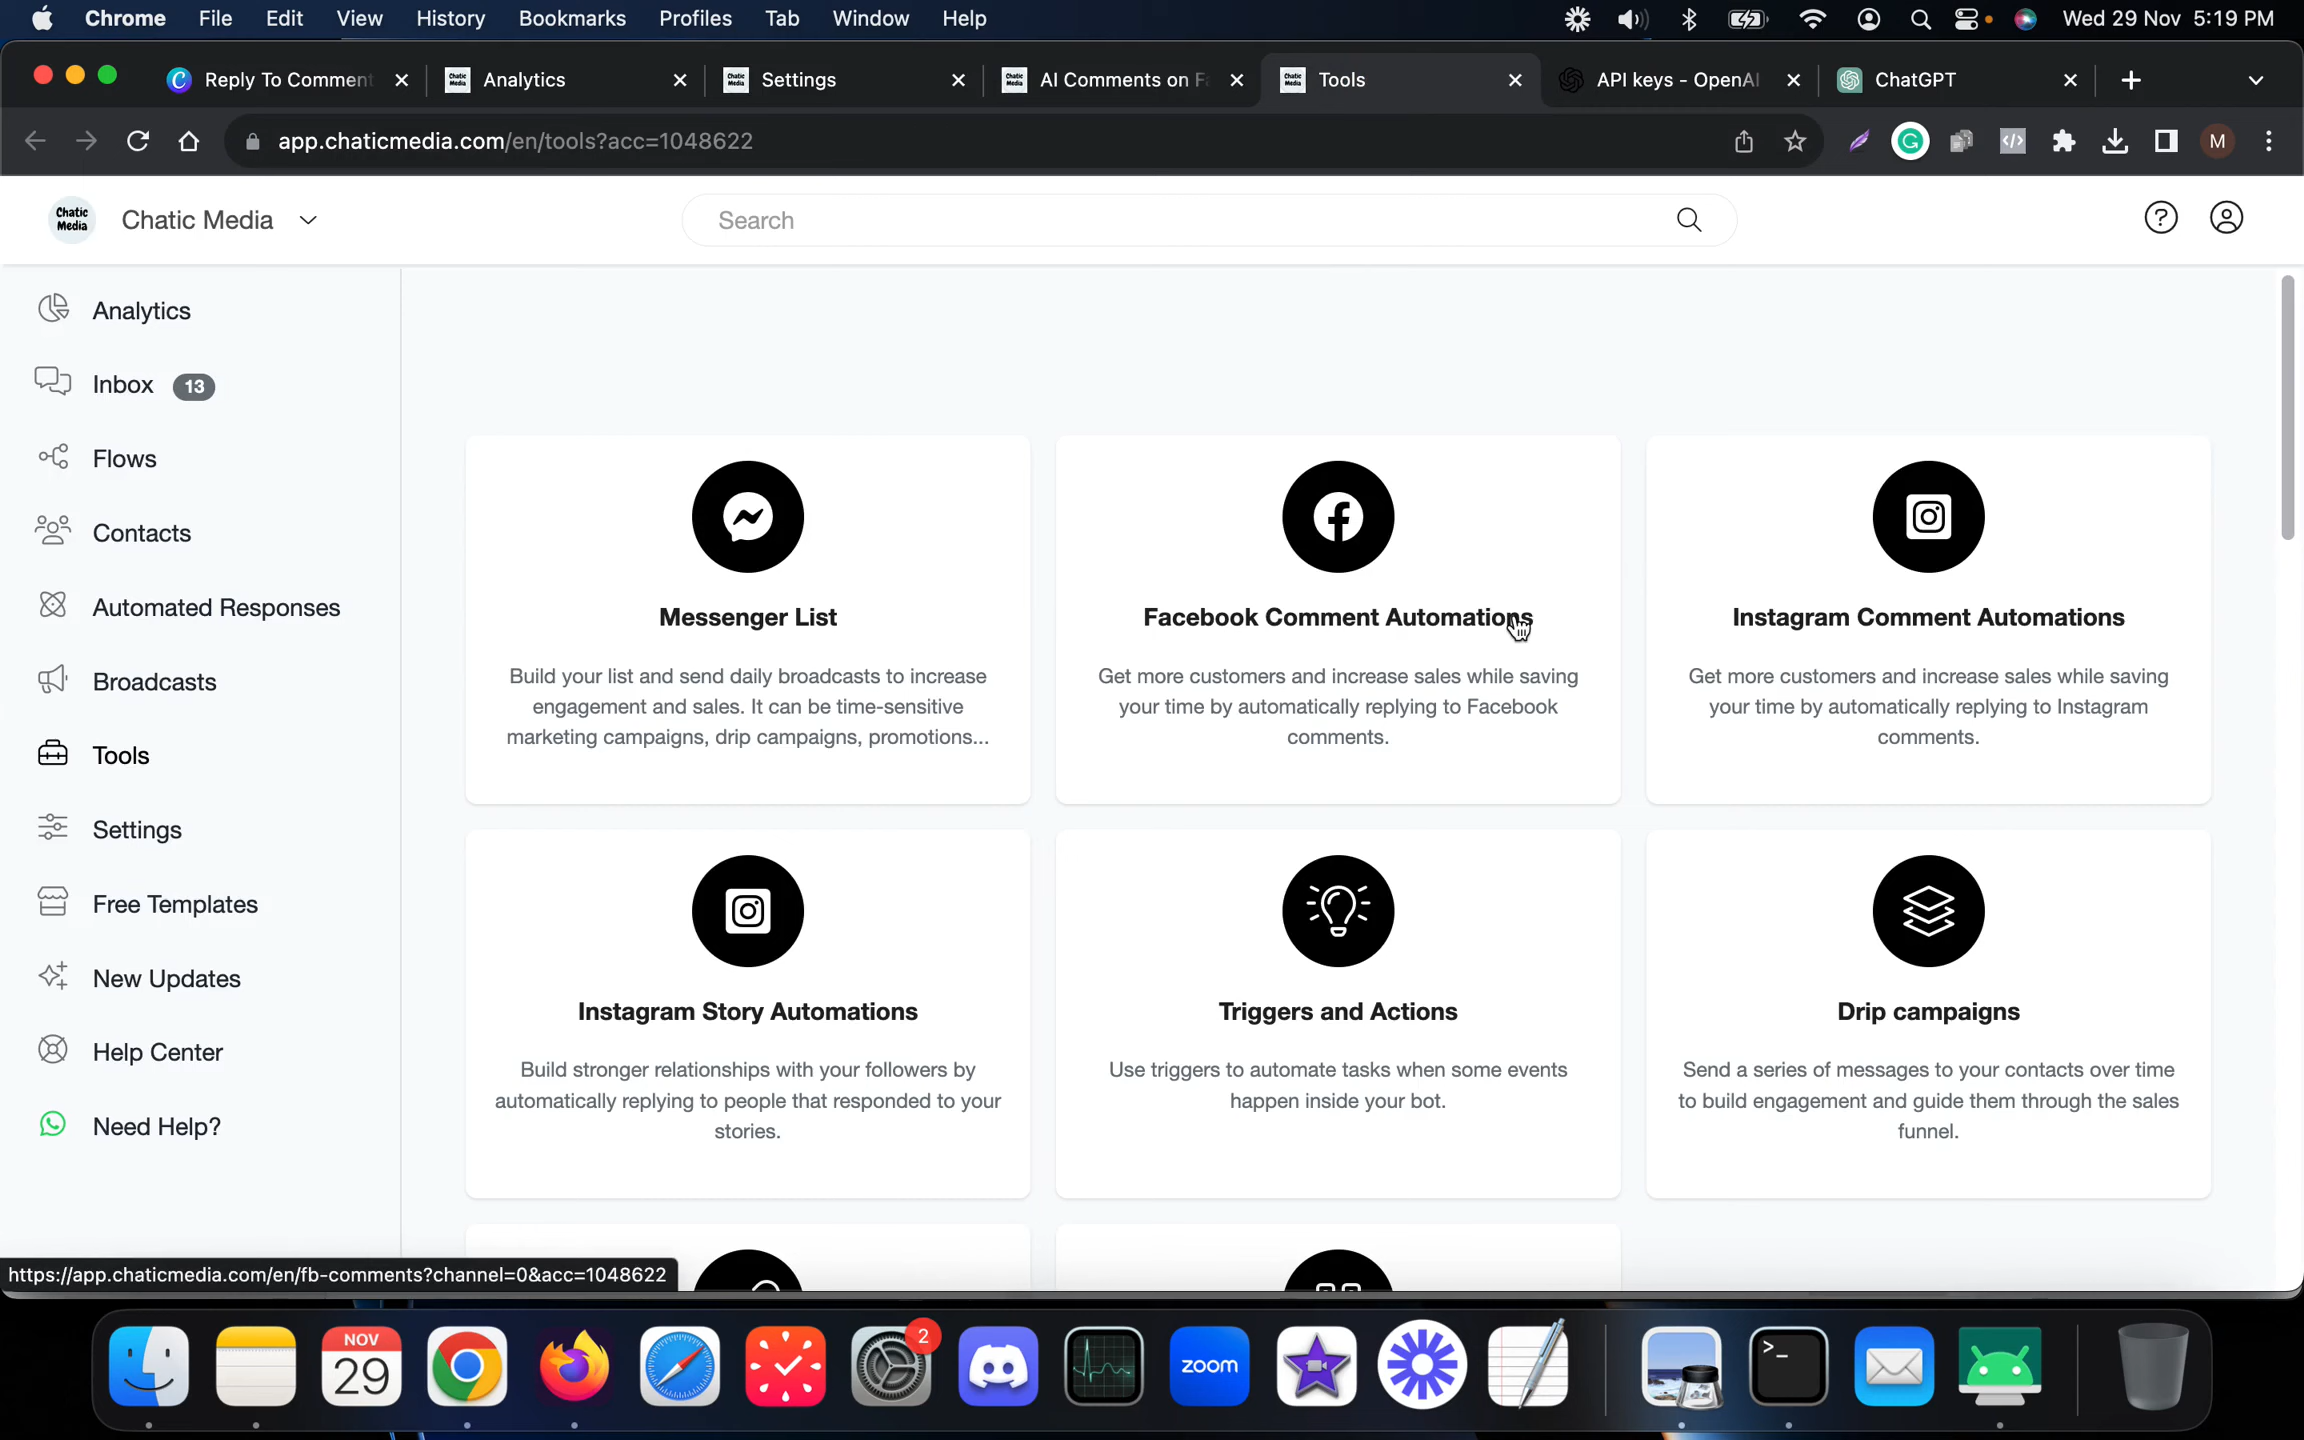 Chrome File Edit View History Bookmarks Profiles Tab Window Help Wed 29 Nov 5:19 PM
Reply To Comment Analytics Settings AI Comments on Fa Tools API keys - OpenAI ChatGPT
app.chaticmedia.com/en/tools?acc=1048622 M
Chatic Media Chatic Media Search
Analytics
Inbox 13
Flows
Contacts
Automated Responses
Broadcasts
Tools
Settings
Free Templates
New Updates
Help Center
Need Help?
Messenger List
Build your list and send daily broadcasts to increase
engagement and sales. It can be time-sensitive
marketing campaigns, drip campaigns, promotions...
Facebook Comment Automations
Get more customers and increase sales while saving
your time by automatically replying to Facebook
comments.
Instagram Comment Automations
Get more customers and increase sales while saving
your time by automatically replying to Instagram
comments.
Instagram Story Automations
Build stronger relationships with your followers by
automatically replying to people that responded to your
stories.
Triggers and Actions
Use triggers to automate tasks when some events
happen inside your bot.
Drip campaigns
Send a series of messages to your contacts over time
to build engagement and guide them through the sales
funnel.
https://app.chaticmedia.com/en/fb-comments?channel=0&acc=1048622
NOV
29
2
zoom